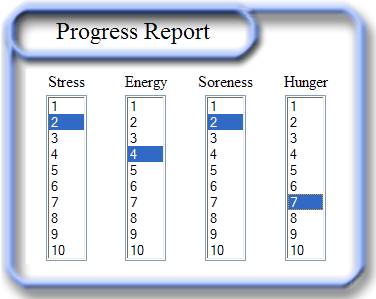 Progress Report
Stress Energy Soreness Hunger
1 1 1 1
2 2 2 2
3 3 3 3
4 4 4 4
5 5 5 5
6 6 6 6
7 7 7 7
8 8 8 8
9 9 9 9
10 10 10 10